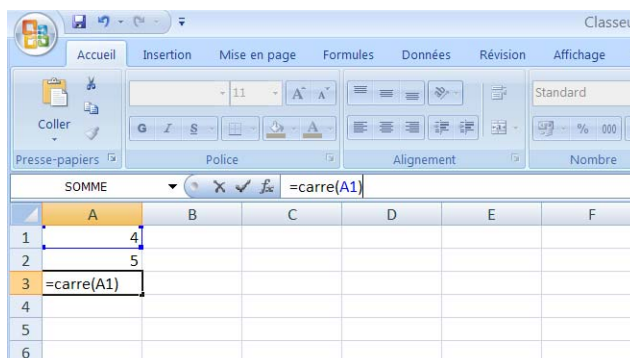 Classeu
Accueil Insertion Mise en page Formules Données Révision Affichage
11 A A Standard
Coller G I S A % 000
Presse-papiers Police Alignement Nombre
SOMME fx =carre(A1)
A B C D E F
1 4
2 5
3 =carre(A1)
4
5
6